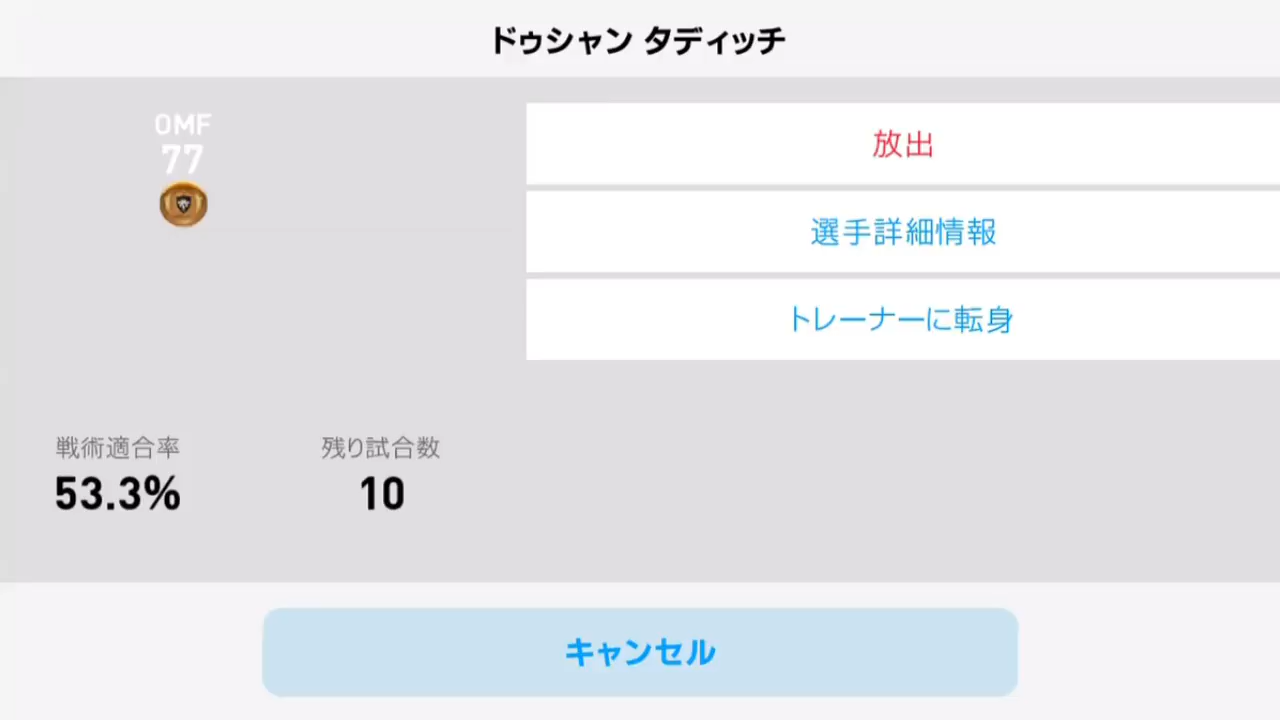 ドゥシャン タディッチ
OMF
77
放出
選手詳細情報
トレーナーに転身
戦術適合率
残り試合数
53.3%
10
キャンセル